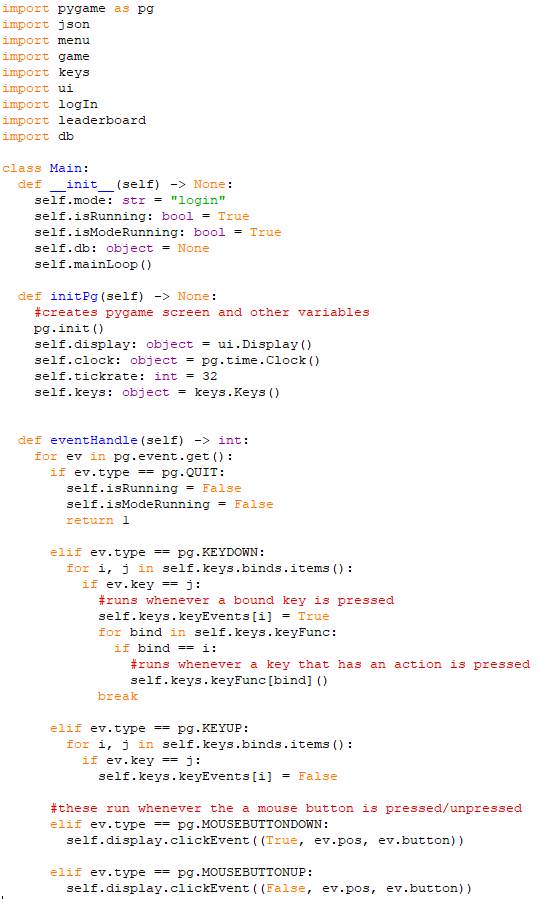 import pygame as pg
import json
import menu
import game
import keys
import ui
import logIn
import leaderboard
import db

class Main:
  def __init__(self) -> None:
    self.mode: str = "login"
    self.isRunning: bool = True
    self.isModeRunning: bool = True
    self.db: object = None
    self.mainLoop()

  def initPg(self) -> None:
    #creates pygame screen and other variables
    pg.init()
    self.display: object = ui.Display()
    self.clock: object = pg.time.Clock()
    self.tickrate: int = 32
    self.keys: object = keys.Keys()


  def eventHandle(self) -> int:
    for ev in pg.event.get():
      if ev.type == pg.QUIT:
        self.isRunning = False
        self.isModeRunning = False
        return 1

      elif ev.type == pg.KEYDOWN:
        for i, j in self.keys.binds.items():
          if ev.key == j:
            #runs whenever a bound key is pressed
            self.keys.keyEvents[i] = True
            for bind in self.keys.keyFunc:
              if bind == i:
                #runs whenever a key that has an action is pressed
                self.keys.keyFunc[bind]()
            break

      elif ev.type == pg.KEYUP:
        for i, j in self.keys.binds.items():
          if ev.key == j:
            self.keys.keyEvents[i] = False

      #these run whenever the a mouse button is pressed/unpressed
      elif ev.type == pg.MOUSEBUTTONDOWN:
        self.display.clickEvent((True, ev.pos, ev.button))

      elif ev.type == pg.MOUSEBUTTONUP:
        self.display.clickEvent((False, ev.pos, ev.button))